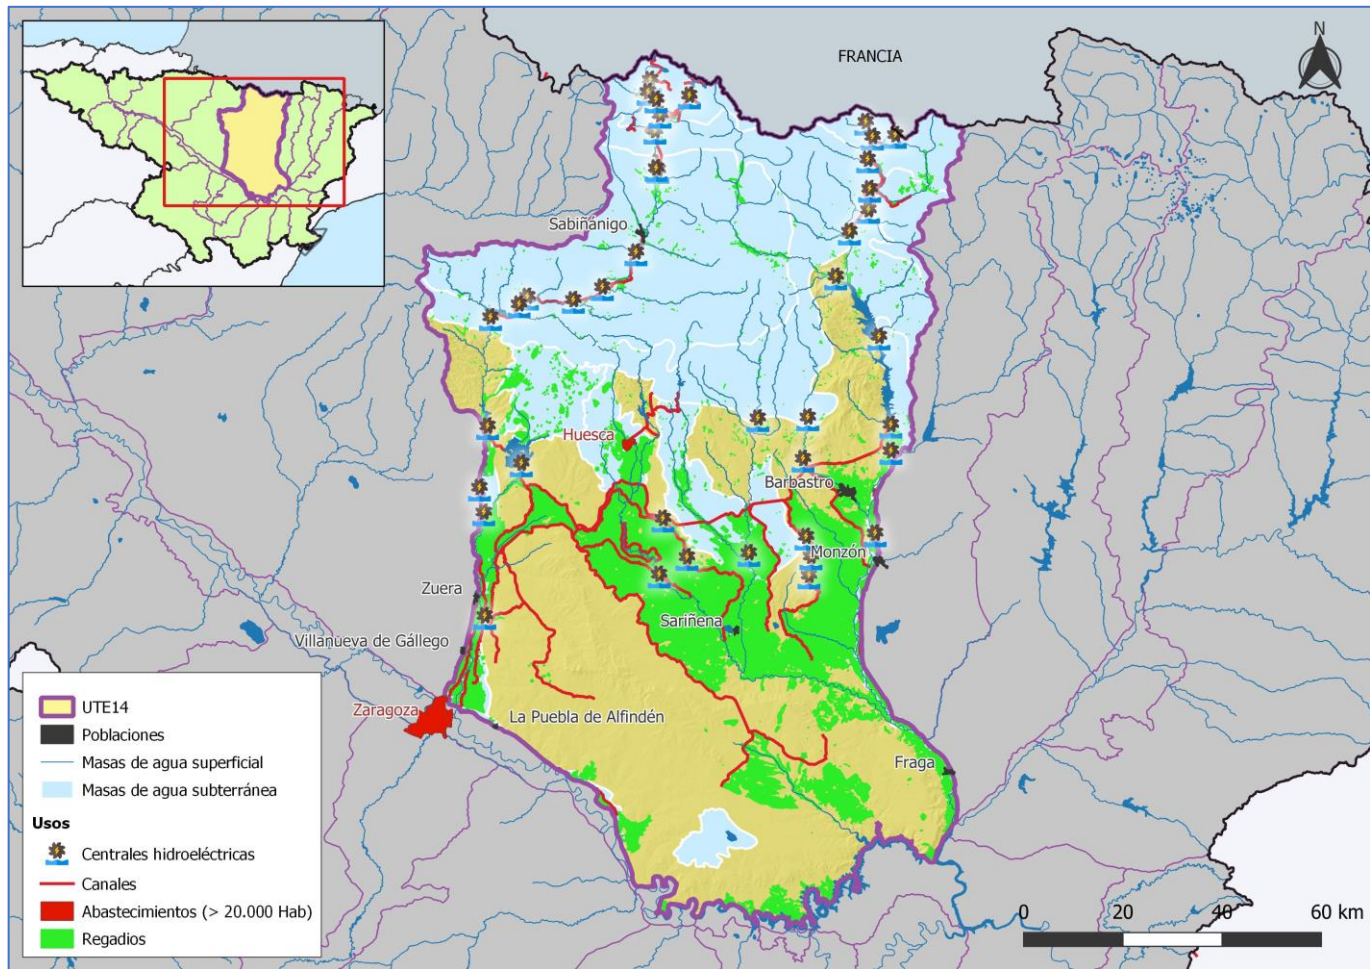 FRANCIA
N
Sabiñánigo
Huesca
Barbastro
Monzón
Zuera
Sariñena
Villanueva de Gállego
Zaragoza
La Puebla de Alfindén
Fraga
UTE14
Poblaciones
Masas de agua superficial
Masas de agua subterránea
Usos
Centrales hidroeléctricas
Canales
Abastecimientos (> 20.000 Hab)
Regadios
0 20 40 60 km